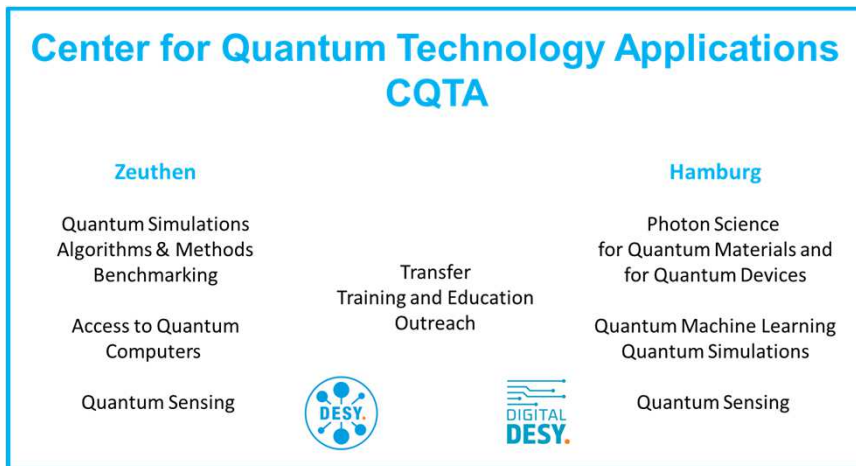 Center for Quantum Technology Applications
CQTA
Zeuthen
Quantum Simulations
Algorithms & Methods
Benchmarking
Access to Quantum
Computers
Quantum Sensing
Transfer
Training and Education
Outreach
DESY.
DIGITAL
DESY.
Hamburg
Photon Science
for Quantum Materials and
for Quantum Devices
Quantum Machine Learning
Quantum Simulations
Quantum Sensing